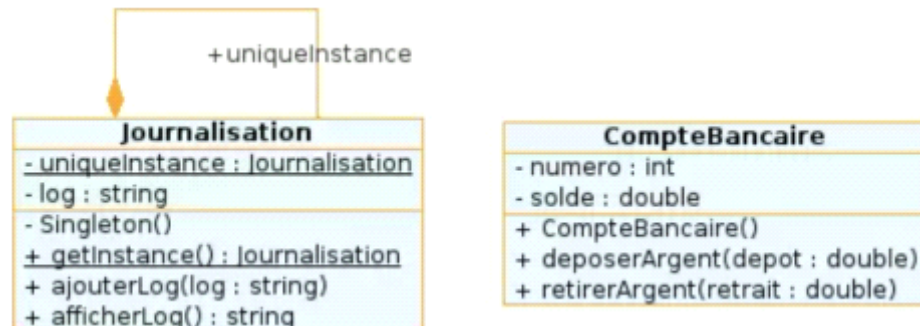 +uniqueInstance
Journalisation
- uniqueInstance : Journalisation
- log : string
- Singleton()
+ getInstance() : Journalisation
+ ajouterLog(log : string)
+ afficherLog() : string
CompteBancaire
- numero : int
- solde : double
+ CompteBancaire()
+ deposerArgent(depot : double)
+ retirerArgent(retrait : double)